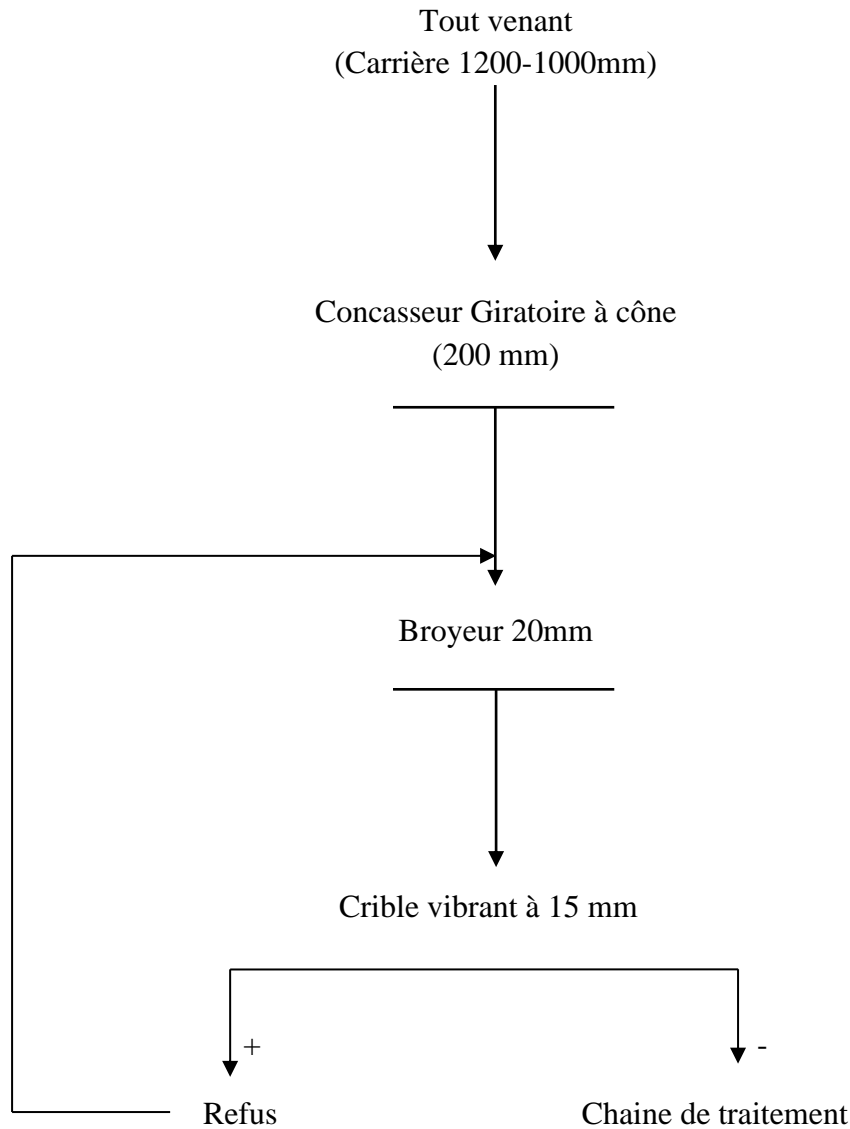 Tout venant
(Carrière 1200-1000mm)
Concasseur Giratoire à cône
(200 mm)
Broyeur 20mm
Crible vibrant à 15 mm
+
-
Refus
Chaine de traitement